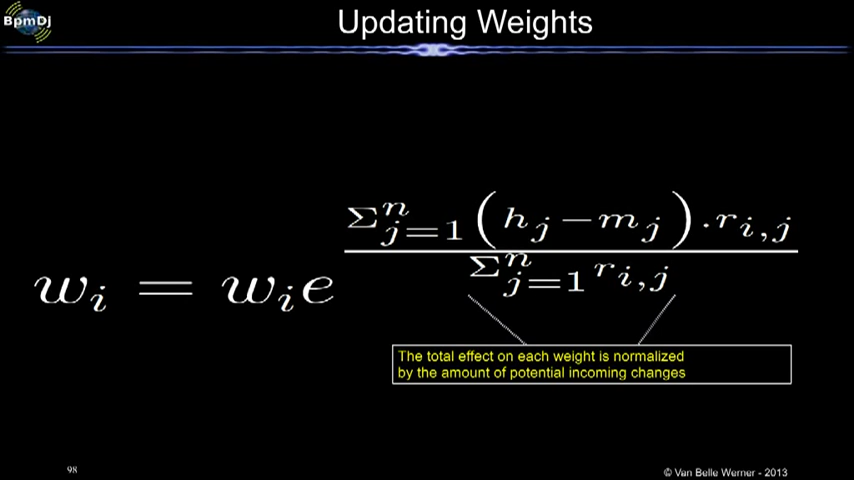 BpmDj
Updating Weights
w_i = w_i e^{\frac{\Sigma_{j=1}^{n} (h_j - m_j) . r_{i,j}}{\Sigma_{j=1}^{n} r_{i,j}}}
The total effect on each weight is normalized
by the amount of potential incoming changes
98
© Van Belle Werner - 2013